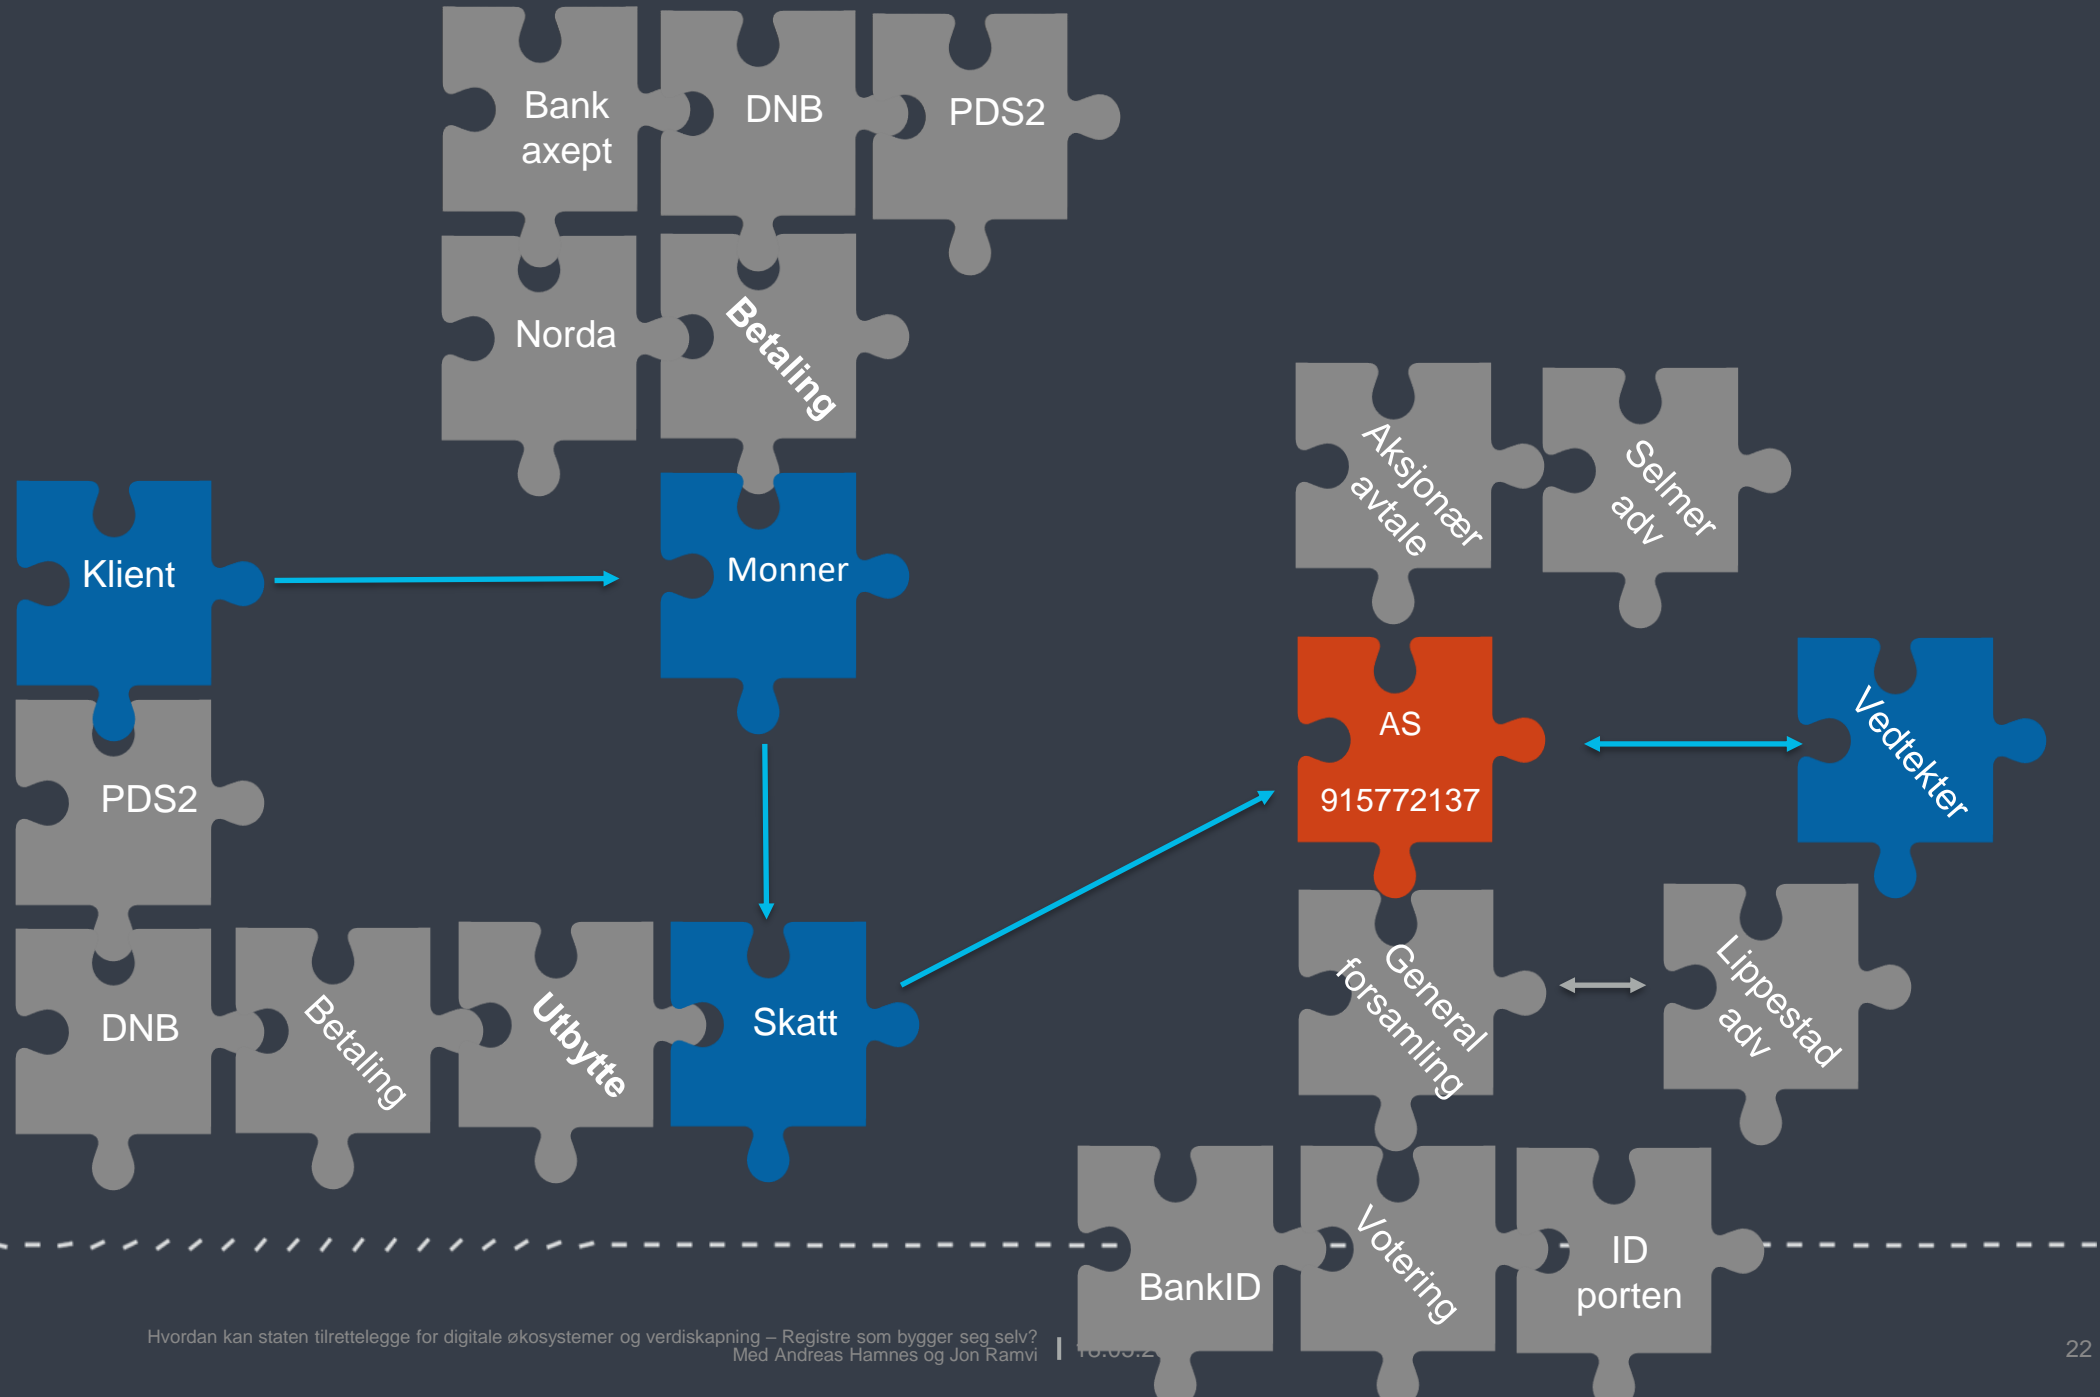 Bank
axept
DNB
PDS2
Norda
Betaling
Klient
Monner
Aksjonær
avtale
Selmer
adv
AS
915772137
Vedtekter
PDS2
DNB
Betaling
Utbytte
Skatt
General
forsamling
Lippestad
adv
BankID
Votering
ID
porten
Hvordan kan staten tilrettelegge for digitale økosystemer og verdiskapning – Registre som bygger seg selv?
Med Andreas Hamnes og Jon Ramvi
22